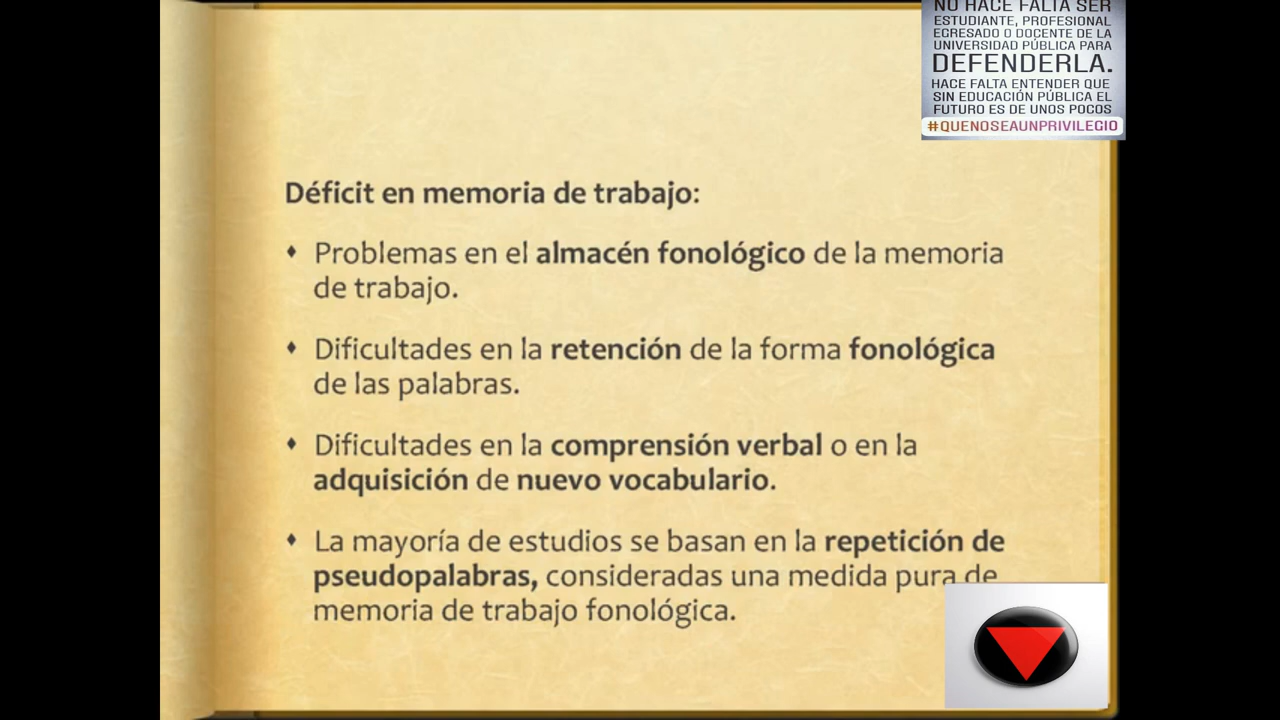 NO HACE FALTA SER
ESTUDIANTE, PROFESIONAL
EGRESADO O DOCENTE DE LA
UNIVERSIDAD PÚBLICA PARA
DEFENDERLA.
HACE FALTA ENTENDER QUE
SIN EDUCACIÓN PÚBLICA EL
FUTURO ES DE UNOS POCOS
#QUENOSEAUNPRIVILEGIO
Déficit en memoria de trabajo:
Problemas en el almacén fonológico de la memoria
de trabajo.
Dificultades en la retención de la forma fonológica
de las palabras.
Dificultades en la comprensión verbal o en la
adquisición de nuevo vocabulario.
La mayoría de estudios se basan en la repetición de
pseudopalabras, consideradas una medida pura de
memoria de trabajo fonológica.